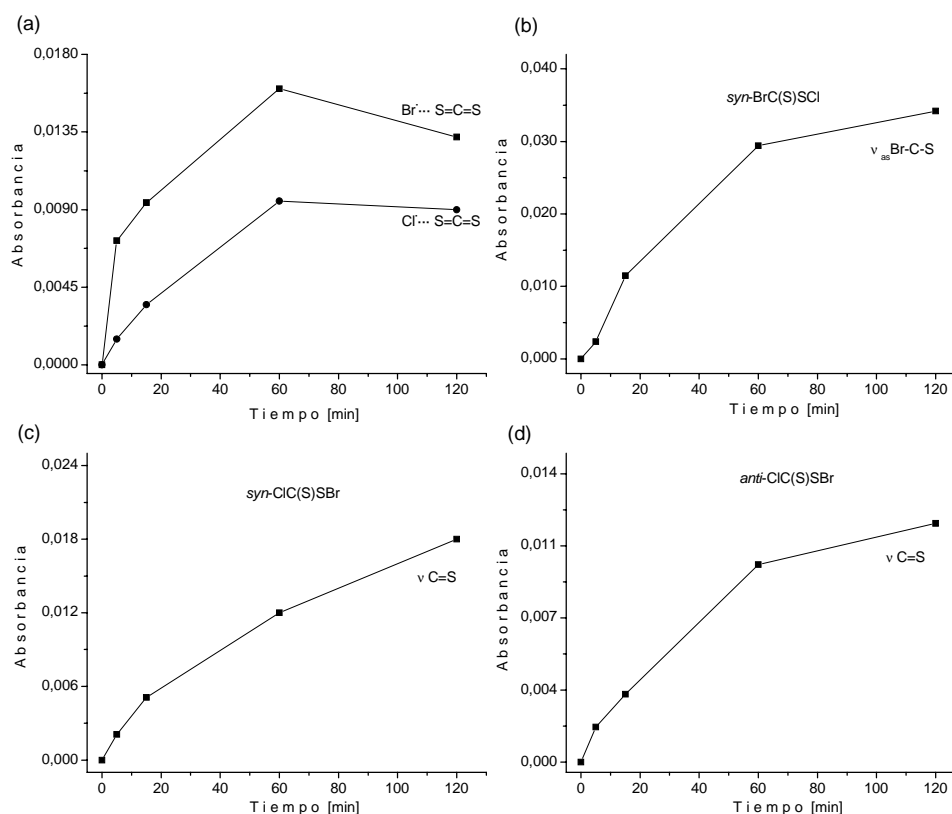 (a)
0,0180
0,0135
0,0090
0,0045
0,0000
Absorbancia
Br˙··· S=C=S
Cl˙··· S=C=S
0 20 40 60 80 100 120
Tiempo [min]
(b)
0,040
0,030
0,020
0,010
0,000
Absorbancia
syn-BrC(S)SCl
ν as Br-C-S
0 20 40 60 80 100 120
Tiempo [min]
(c)
0,024
0,018
0,012
0,006
0,000
Absorbancia
syn-ClC(S)SBr
ν C=S
0 20 40 60 80 100 120
Tiempo [min]
(d)
0,014
0,011
0,007
0,004
0,000
Absorbancia
anti-ClC(S)SBr
ν C=S
0 20 40 60 80 100 120
Tiempo [min]